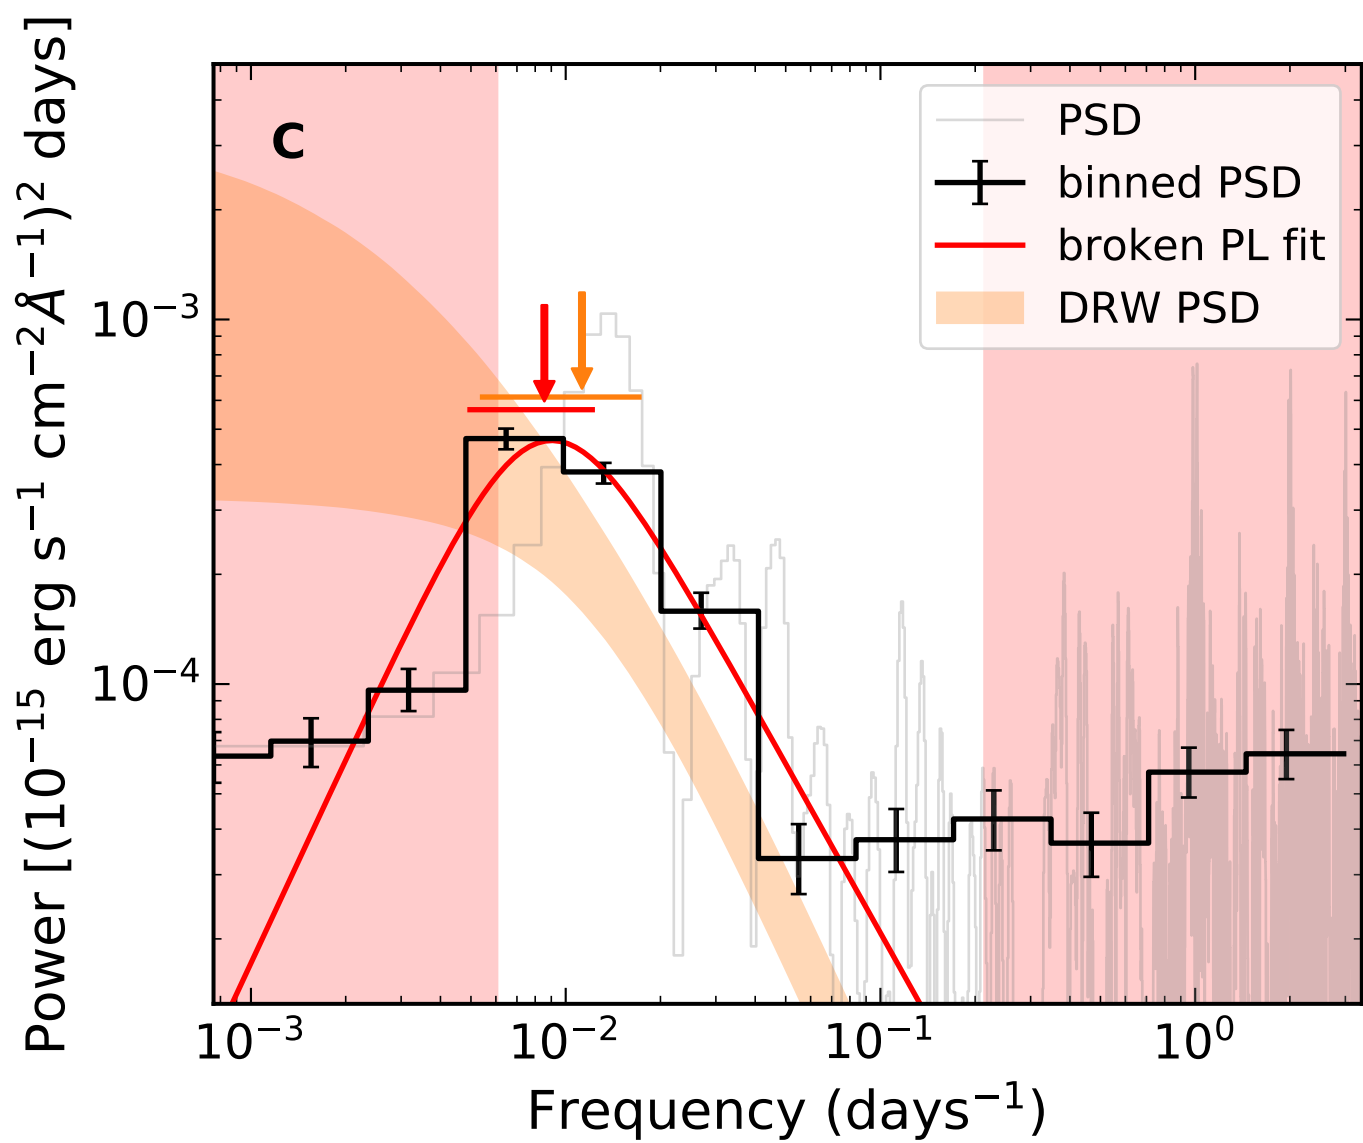 C
PSD
binned PSD
broken PL fit
DRW PSD
Power [(10⁻¹⁵ erg s⁻¹ cm⁻²Å⁻¹)² days]
10⁻³
10⁻⁴
10⁻³ 10⁻² 10⁻¹ 10⁰
Frequency (days⁻¹)